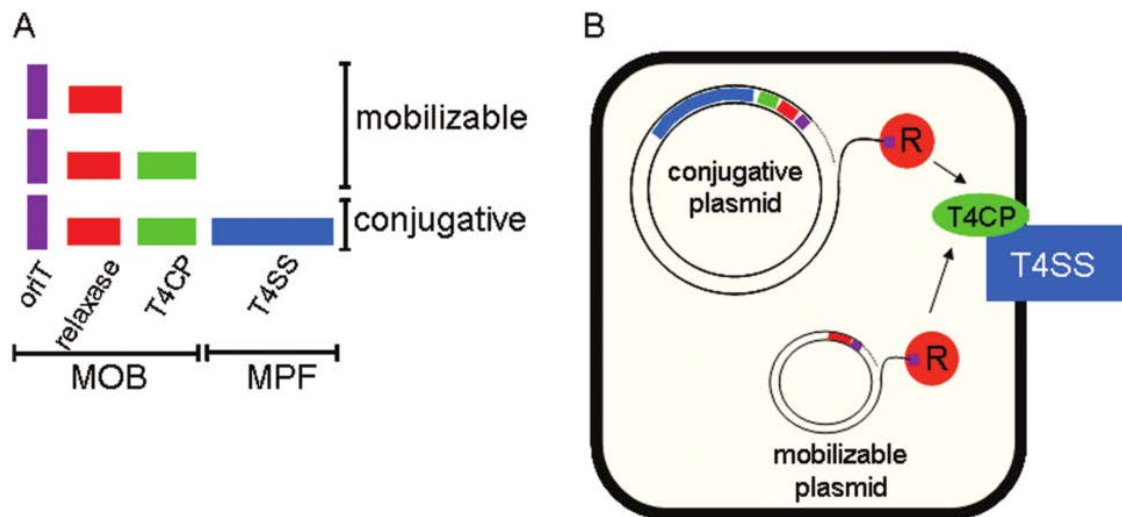 A
mobilizable
conjugative
oriT
relaxase
T4CP
T4SS
MOB
MPF
B
conjugative
plasmid
R
T4CP
T4SS
R
mobilizable
plasmid